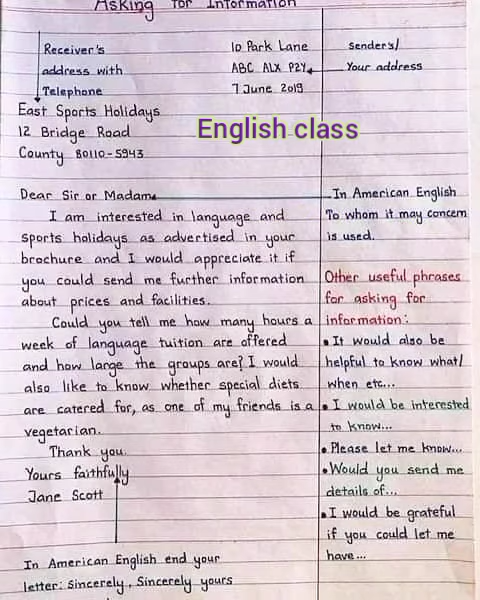 Asking for Information
Receiver's
address with
Telephone
10 Park Lane
ABC ALX P2Y
7 June 2019
sender's/
Your address
East Sports Holidays
12 Bridge Road
County 80110-5943
English class
Dear Sir or Madam
I am interested in language and
sports holidays as advertised in your
brochure and I would appreciate it if
you could send me further information
about prices and facilities.
Could you tell me how many hours a
week of language tuition are offered
and how large the groups are? I would
also like to know whether special diets
are catered for, as one of my friends is a
vegetarian.
Thank you.
Yours faithfully
Jane Scott
In American English end your
letter: Sincerely, Sincerely yours
In American English
To whom it may concern
is used.
Other useful phrases
for asking for
information:
• It would also be
helpful to know what/
when etc...
• I would be interested
to know...
• Please let me know...
• Would you send me
details of...
• I would be grateful
if you could let me
have...